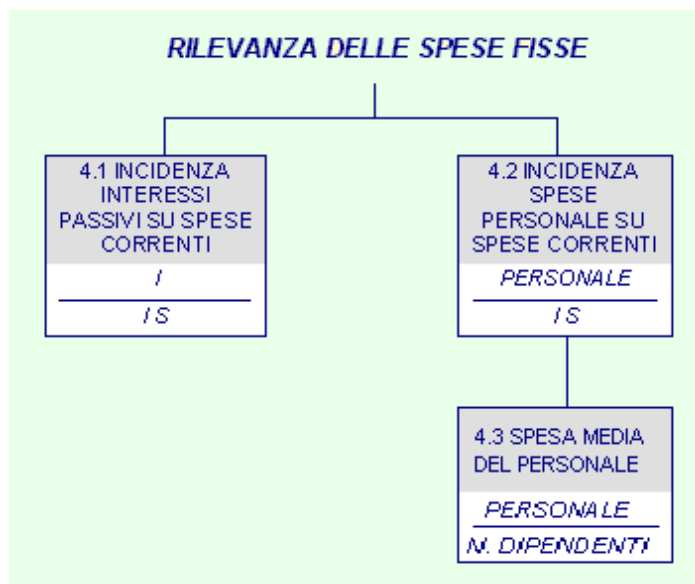 RILEVANZA DELLE SPESE FISSE
4.1 INCIDENZA
INTERESSI
PASSIVI SU SPESE
CORRENTI
I
I S
4.2 INCIDENZA
SPESE
PERSONALE SU
SPESE CORRENTI
PERSONALE
I S
4.3 SPESA MEDIA
DEL PERSONALE
PERSONALE
N. DIPENDENTI